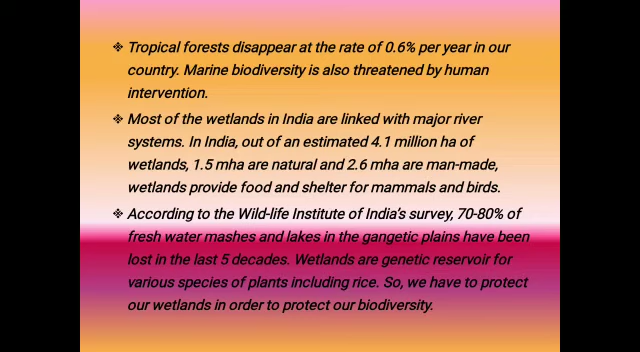 ❖ Tropical forests disappear at the rate of 0.6% per year in our
country. Marine biodiversity is also threatened by human
intervention.
❖ Most of the wetlands in India are linked with major river
systems. In India, out of an estimated 4.1 million ha of
wetlands, 1.5 mha are natural and 2.6 mha are man-made,
wetlands provide food and shelter for mammals and birds.
❖ According to the Wild-life Institute of India's survey, 70-80% of
fresh water mashes and lakes in the gangetic plains have been
lost in the last 5 decades. Wetlands are genetic reservoir for
various species of plants including rice. So, we have to protect
our wetlands in order to protect our biodiversity.